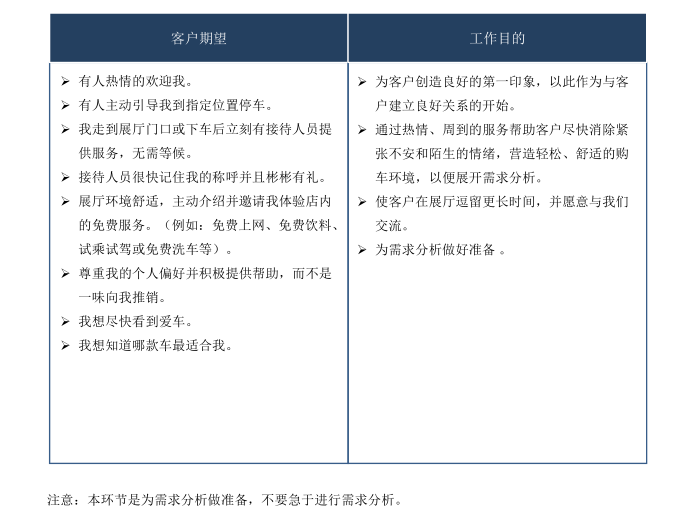 客户期望
工作目的
➢ 有人热情的欢迎我。
➢ 有人主动引导我到指定位置停车。
➢ 我走到展厅门口或下车后立刻有接待人员提
供服务，无需等候。
➢ 接待人员很快记住我的称呼并且彬彬有礼。
➢ 展厅环境舒适，主动介绍并邀请我体验店内
的免费服务。（例如：免费上网、免费饮料、
试乘试驾或免费洗车等）。
➢ 尊重我的个人偏好并积极提供帮助，而不是
一味向我推销。
➢ 我想尽快看到爱车。
➢ 我想知道哪款车最适合我。
➢ 为客户创造良好的第一印象，以此作为与客
户建立良好关系的开始。
➢ 通过热情、周到的服务帮助客户尽快消除紧
张不安和陌生的情绪，营造轻松、舒适的购
车环境，以便展开需求分析。
➢ 使客户在展厅逗留更长时间，并愿意与我们
交流。
➢ 为需求分析做好准备 。
注意：本环节是为需求分析做准备，不要急于进行需求分析。